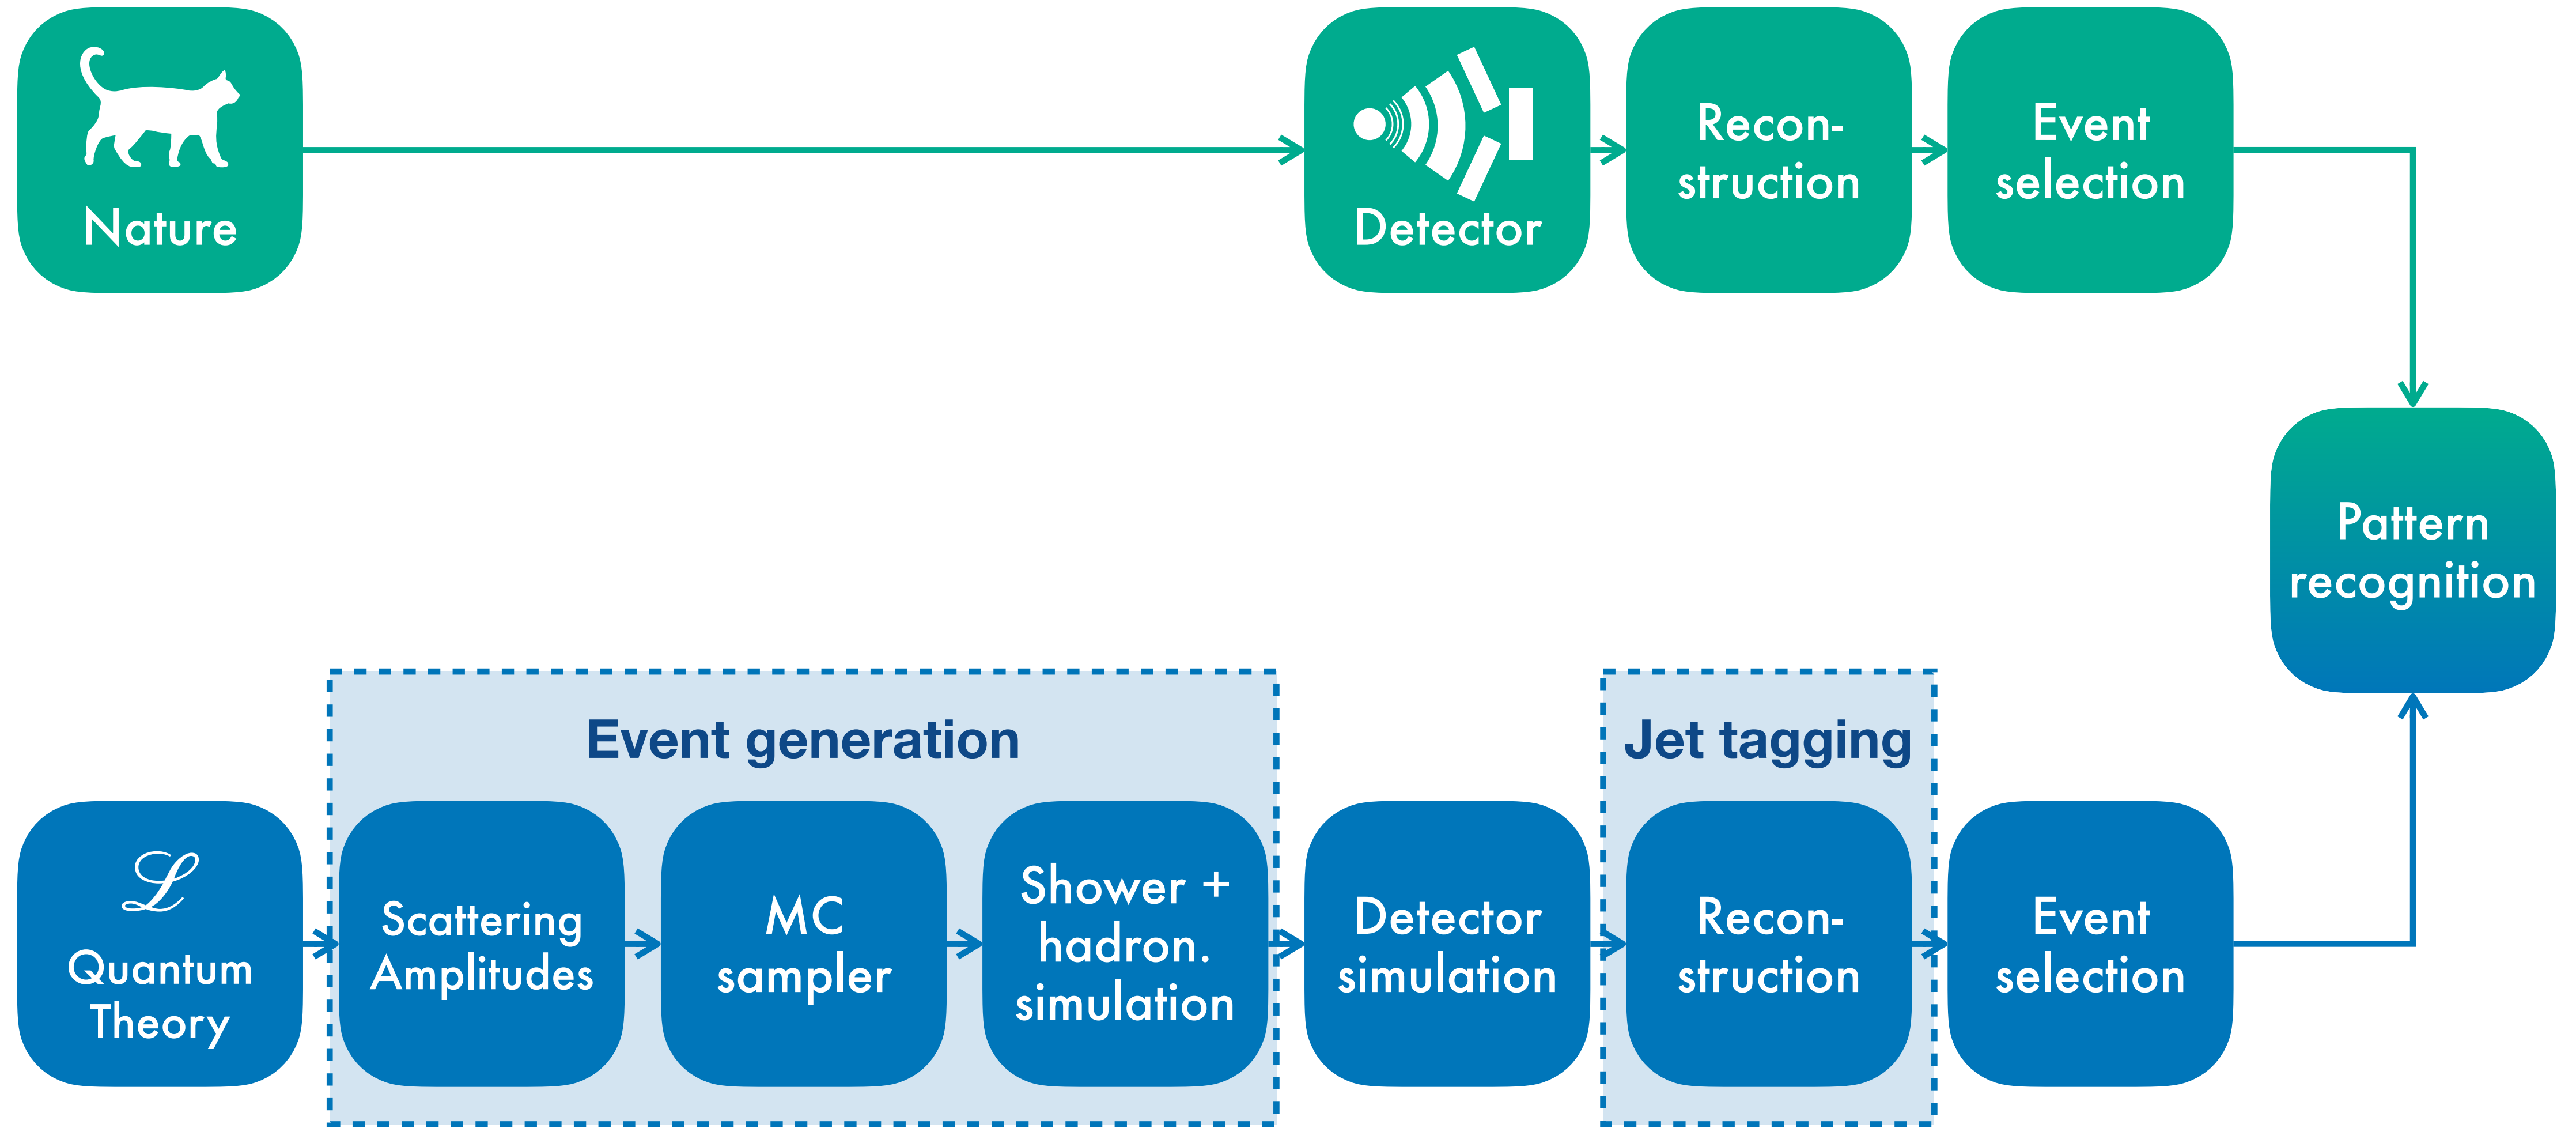 Nature
Detector
Recon-
struction
Event
selection
Pattern
recognition
Event generation
Jet tagging
ℒ
Quantum
Theory
Scattering
Amplitudes
MC
sampler
Shower +
hadron.
simulation
Detector
simulation
Recon-
struction
Event
selection